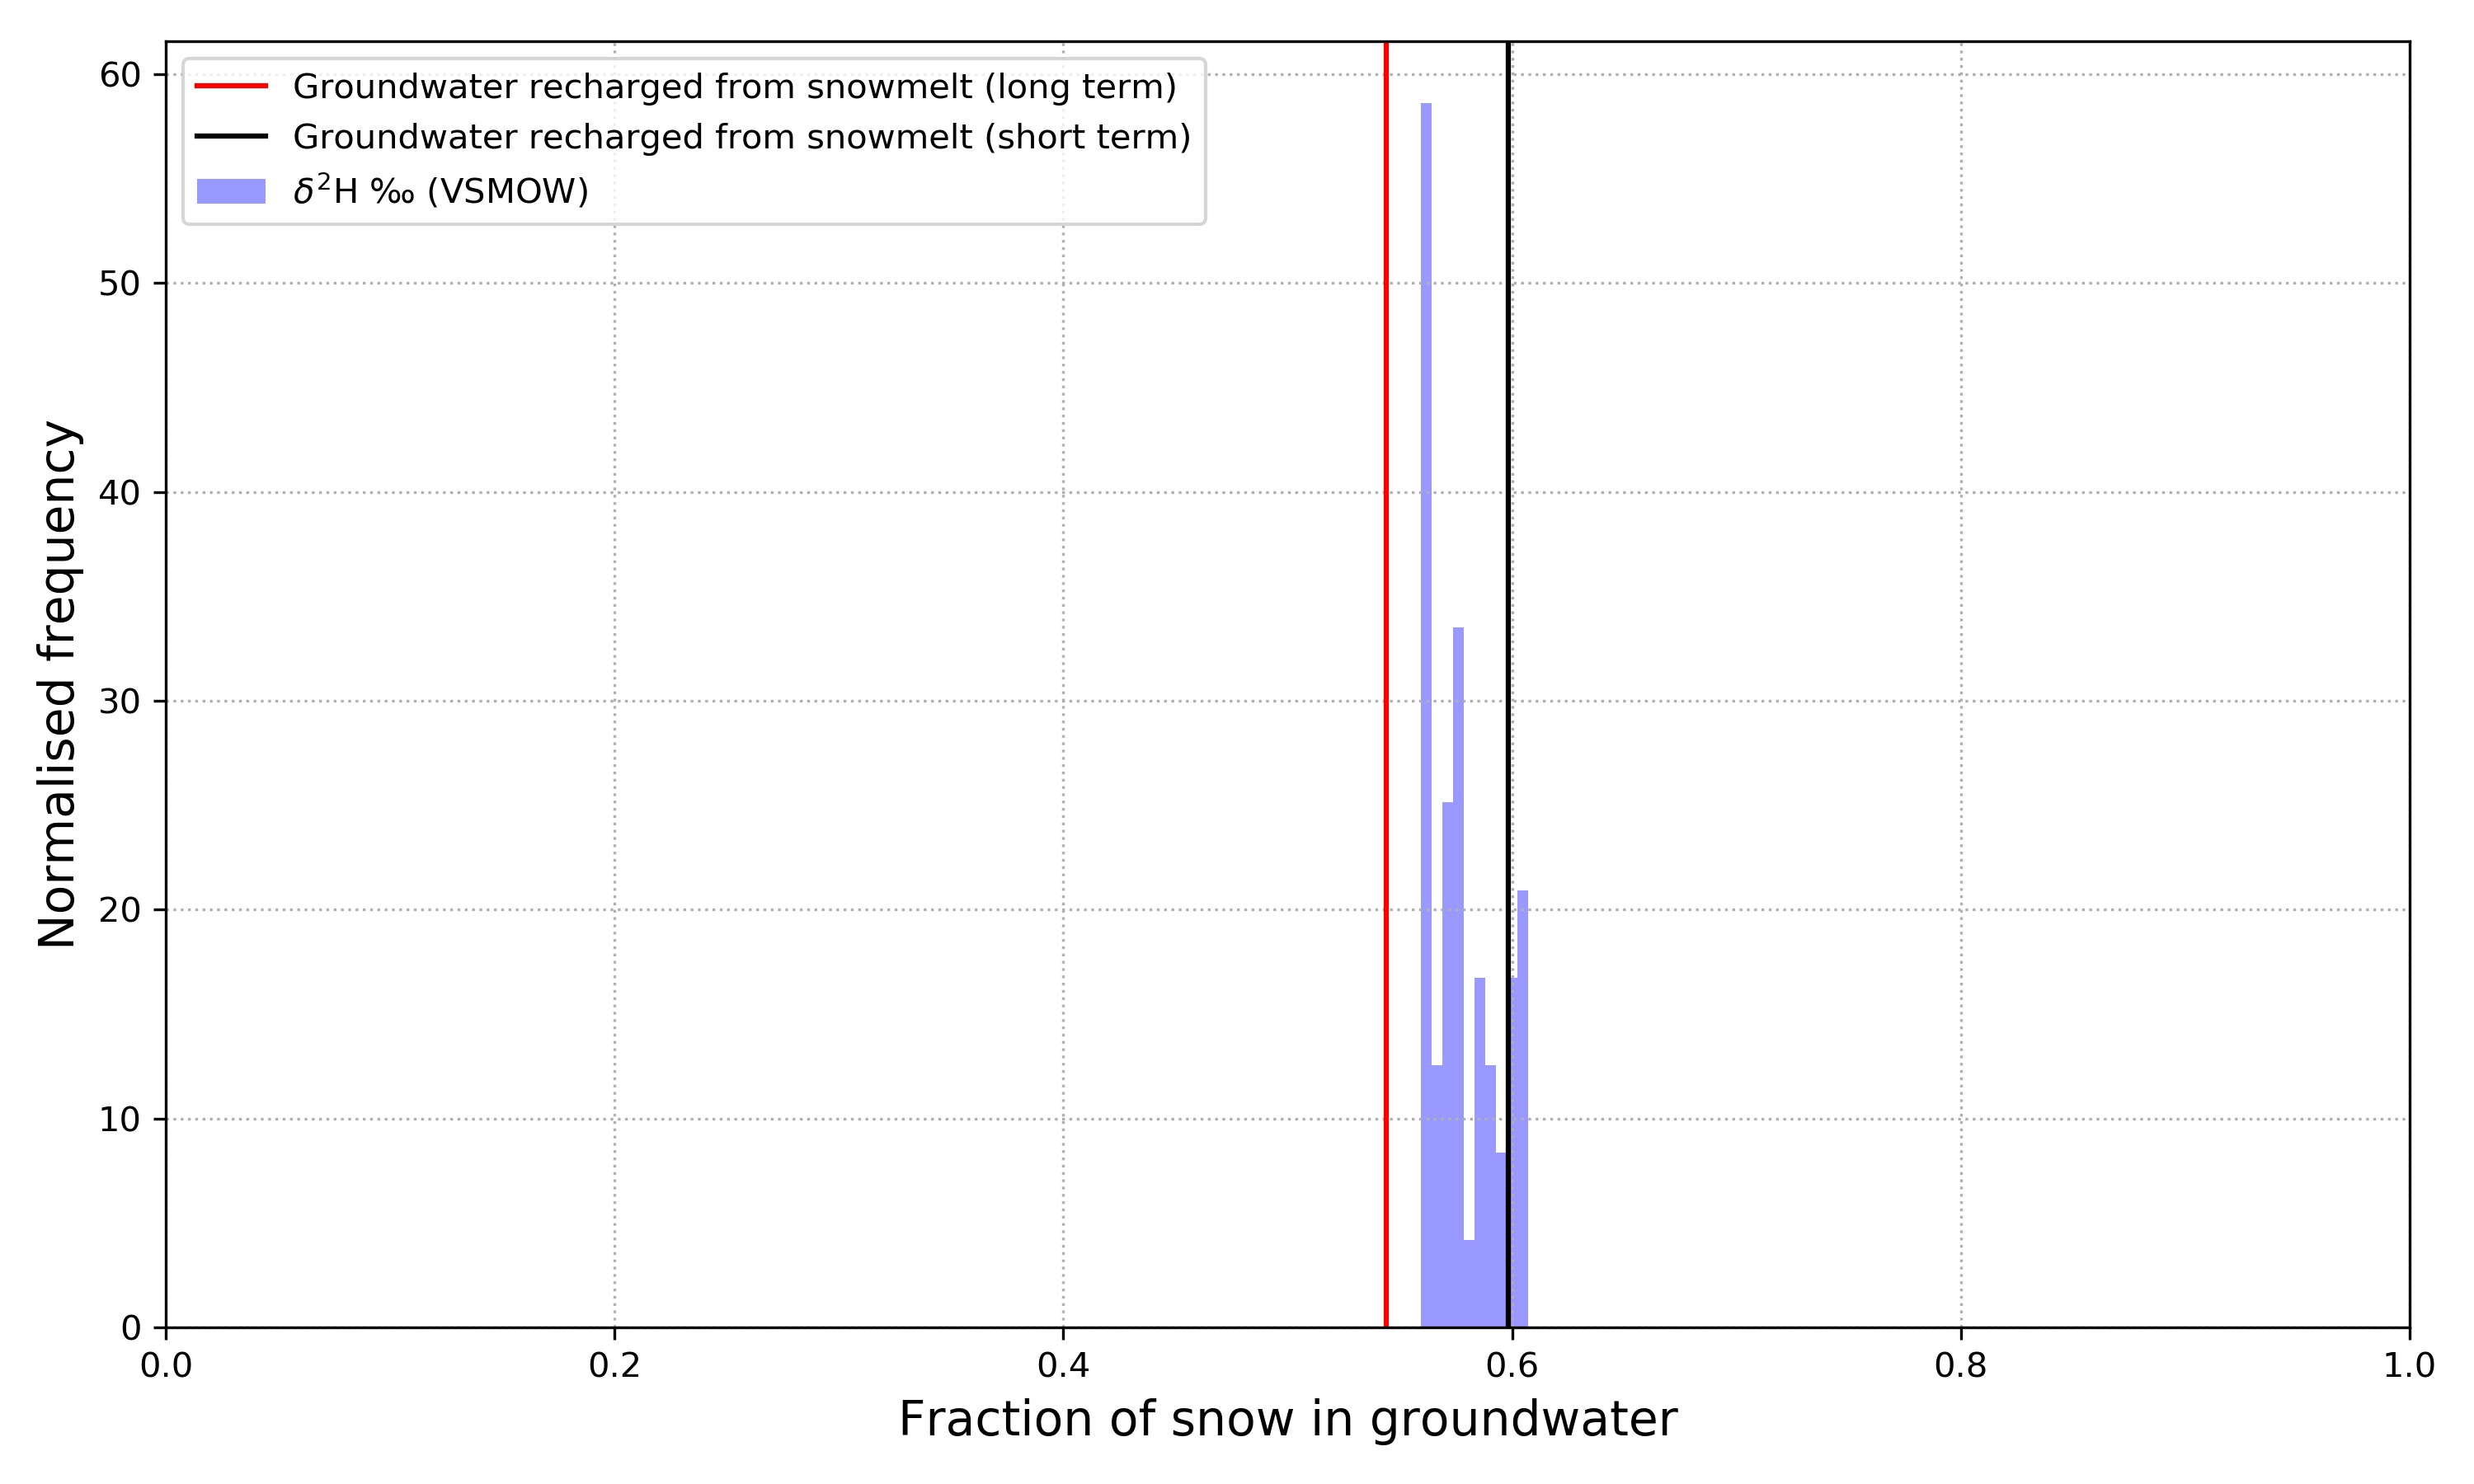 60
50
40
30
20
10
0
Normalised frequency
Groundwater recharged from snowmelt (long term)
Groundwater recharged from snowmelt (short term)
δ²H ‰ (VSMOW)
0.0 0.2 0.4 0.6 0.8 1.0
Fraction of snow in groundwater